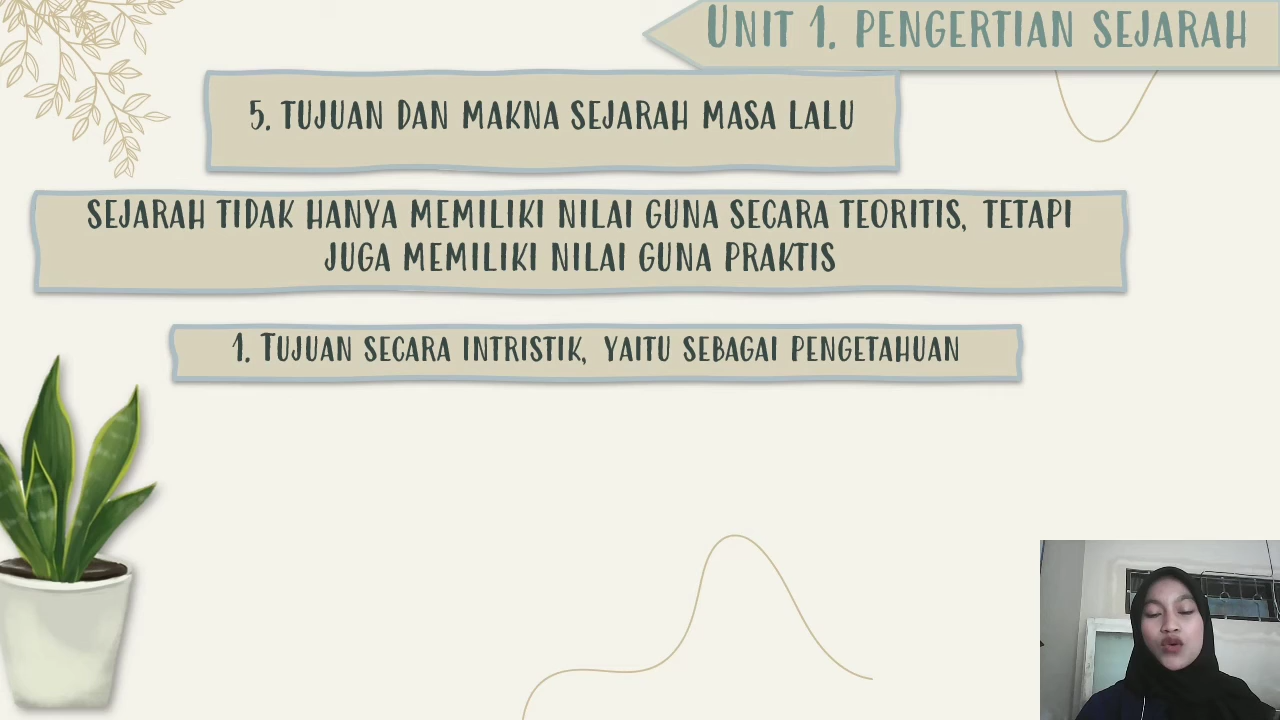 UNIT 1. PENGERTIAN SEJARAH
5. TUJUAN DAN MAKNA SEJARAH MASA LALU
SEJARAH TIDAK HANYA MEMILIKI NILAI GUNA SECARA TEORITIS, TETAPI
JUGA MEMILIKI NILAI GUNA PRAKTIS
1. TUJUAN SECARA INTRISTIK, YAITU SEBAGAI PENGETAHUAN